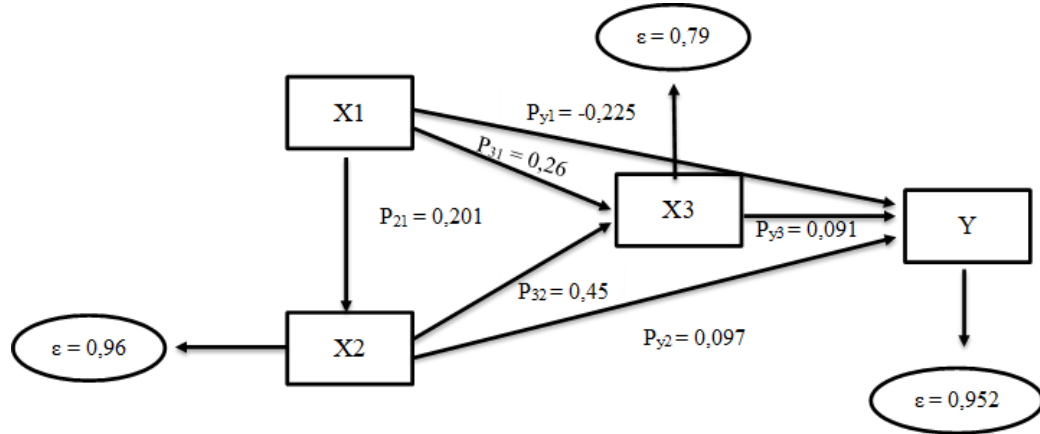 ε = 0,79
X1
Py1 = -0,225
P31 = 0,26
X3
P21 = 0,201
Y
Py3 = 0,091
P32 = 0,45
X2
Py2 = 0,097
ε = 0,96
ε = 0,952